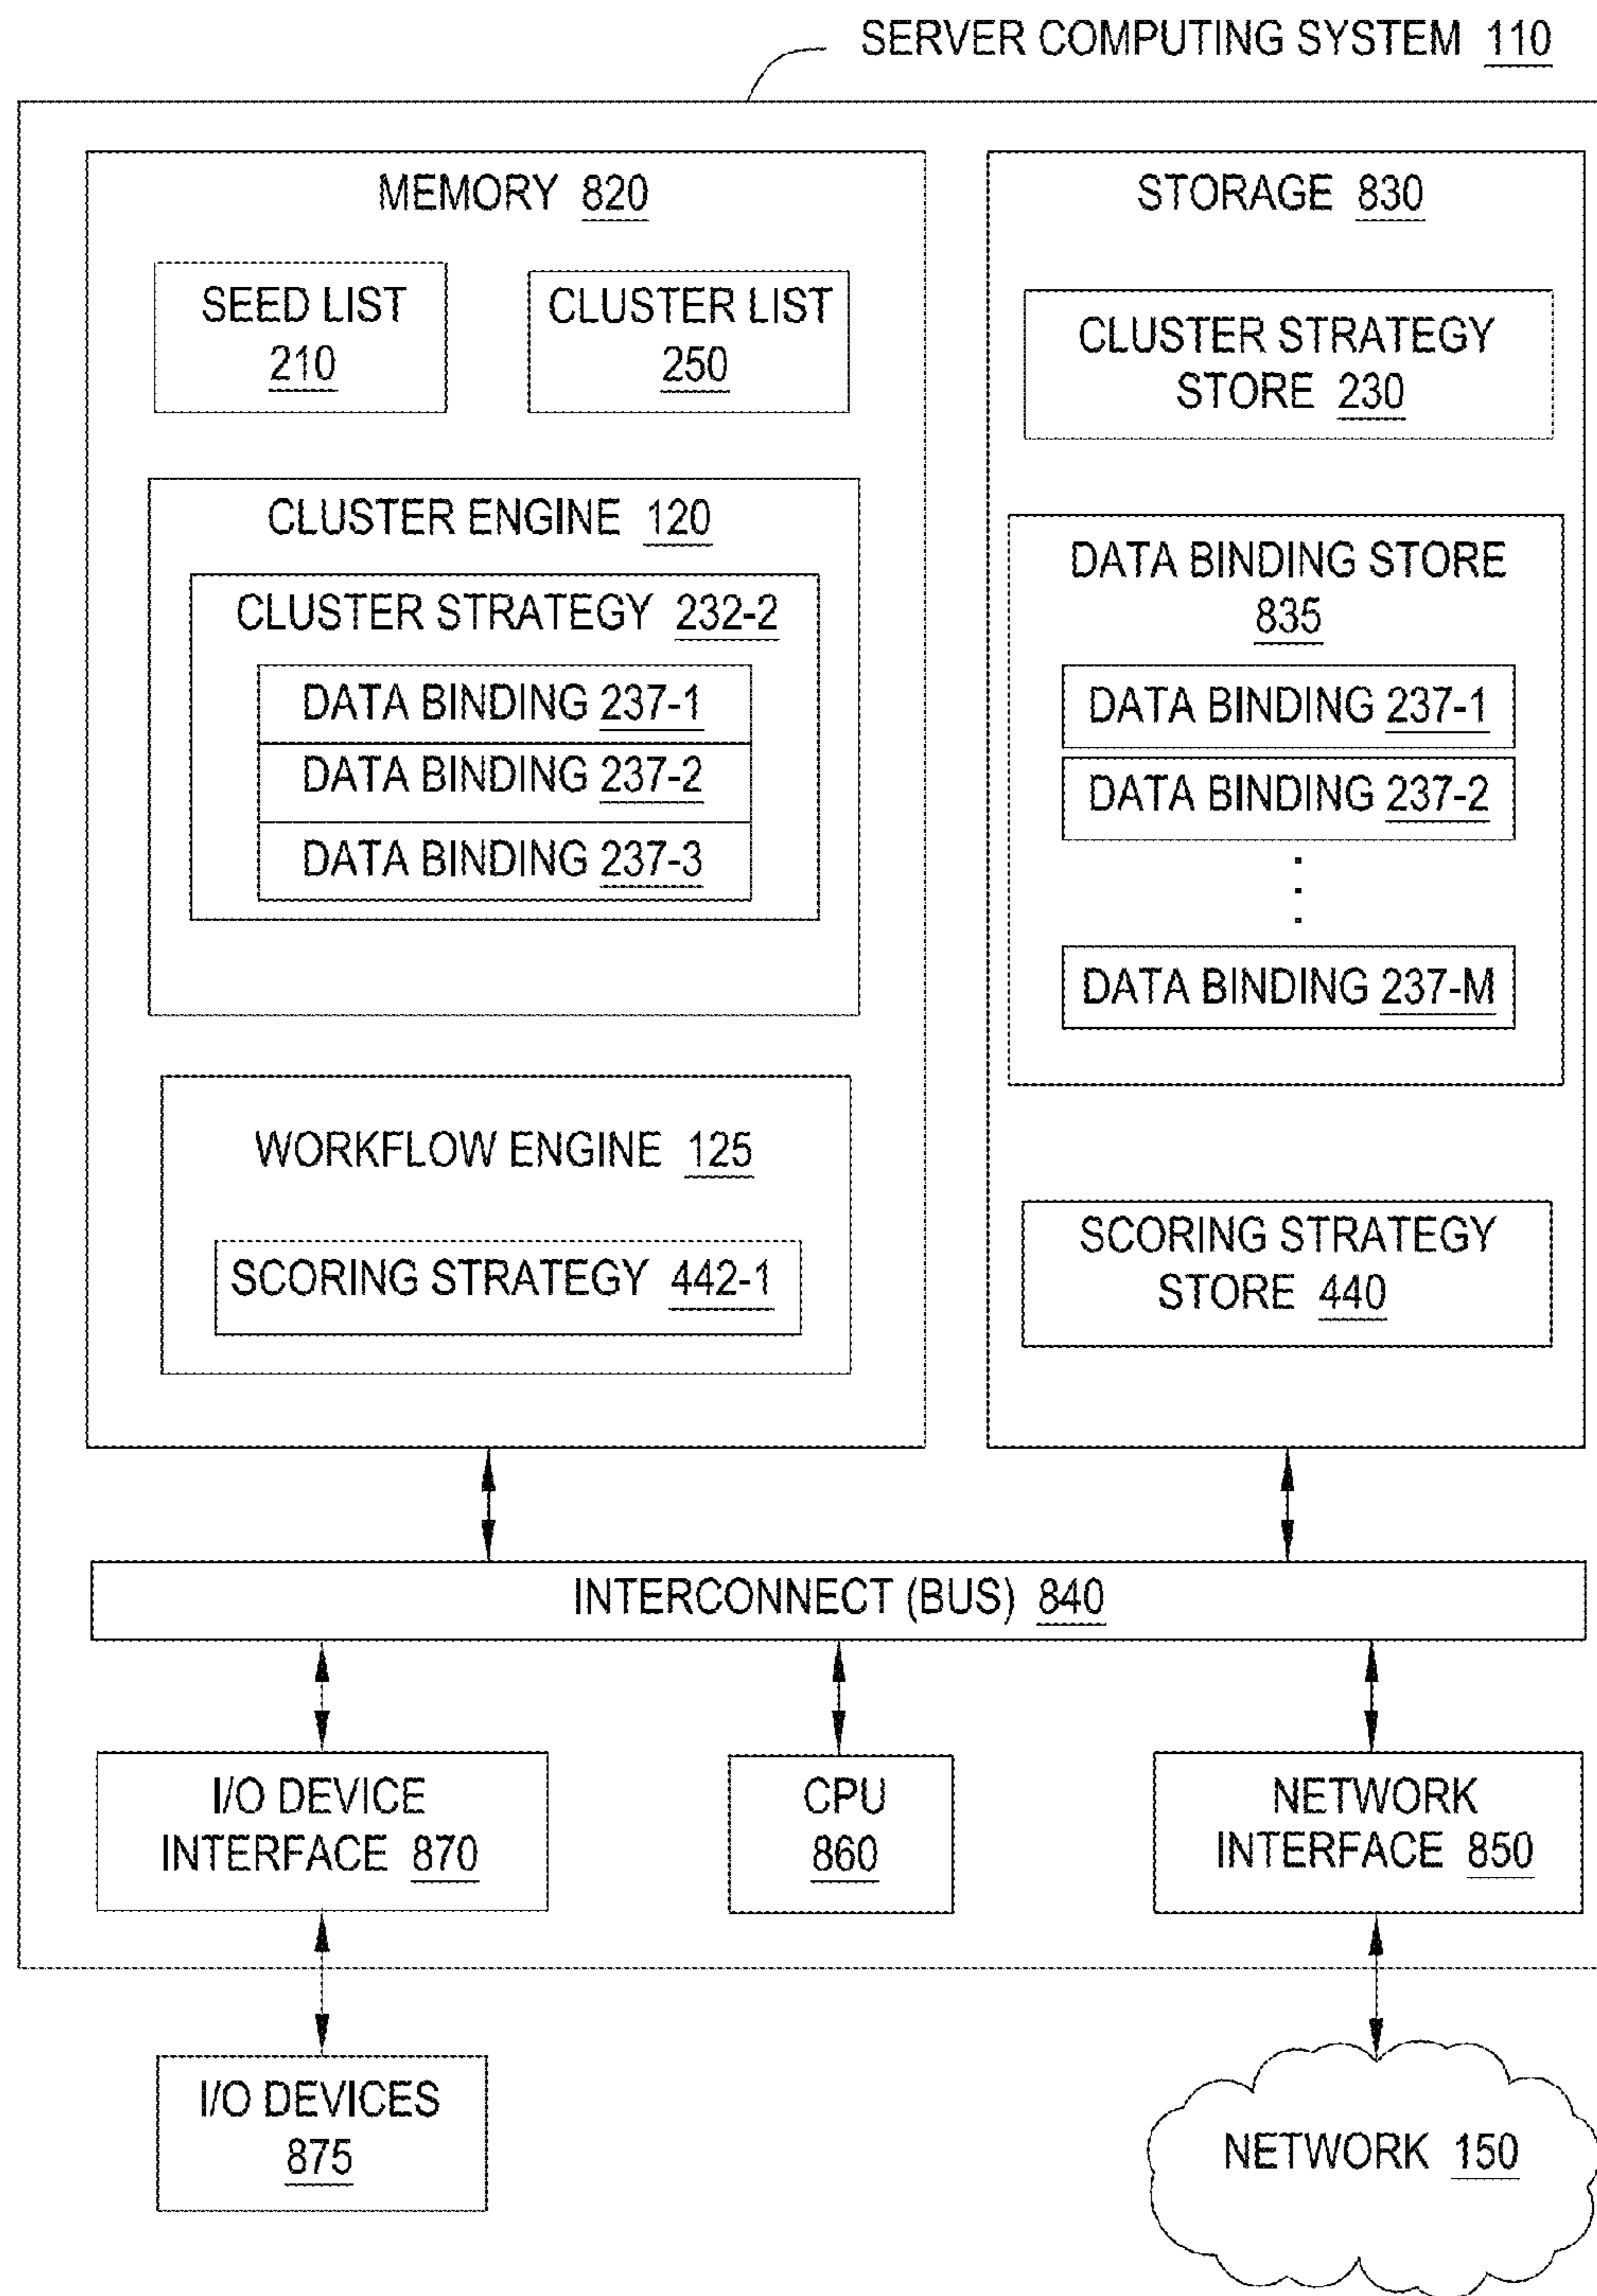 SERVER COMPUTING SYSTEM 110
MEMORY 820
SEED LIST
210
CLUSTER LIST
250
CLUSTER ENGINE 120
CLUSTER STRATEGY 232-2
DATA BINDING 237-1
DATA BINDING 237-2
DATA BINDING 237-3
WORKFLOW ENGINE 125
SCORING STRATEGY 442-1
STORAGE 830
CLUSTER STRATEGY
STORE 230
DATA BINDING STORE
835
DATA BINDING 237-1
DATA BINDING 237-2
DATA BINDING 237-M
SCORING STRATEGY
STORE 440
INTERCONNECT (BUS) 840
I/O DEVICE
INTERFACE 870
CPU
860
NETWORK
INTERFACE 850
I/O DEVICES
875
NETWORK 150